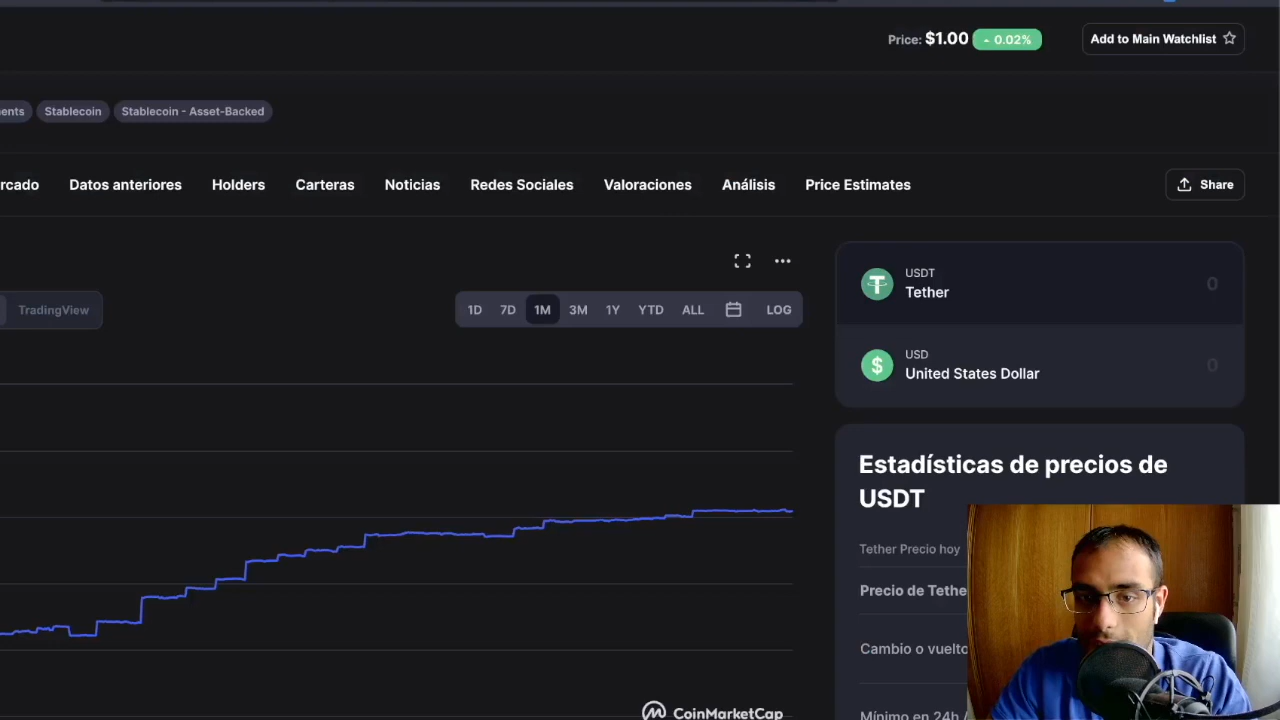 Price: $1.00 0.02%
Add to Main Watchlist
Stablecoin
Stablecoin - Asset-Backed
Datos anteriores
Holders
Carteras
Noticias
Redes Sociales
Valoraciones
Análisis
Price Estimates
Share
TradingView
1D 7D 1M 3M 1Y YTD ALL LOG
USDT
Tether
0
USD
United States Dollar
0
Estadísticas de precios de
USDT
Tether Precio hoy
Precio de Tethe
Cambio o vuelto
Mínimo en 24h /
CoinMarketCap